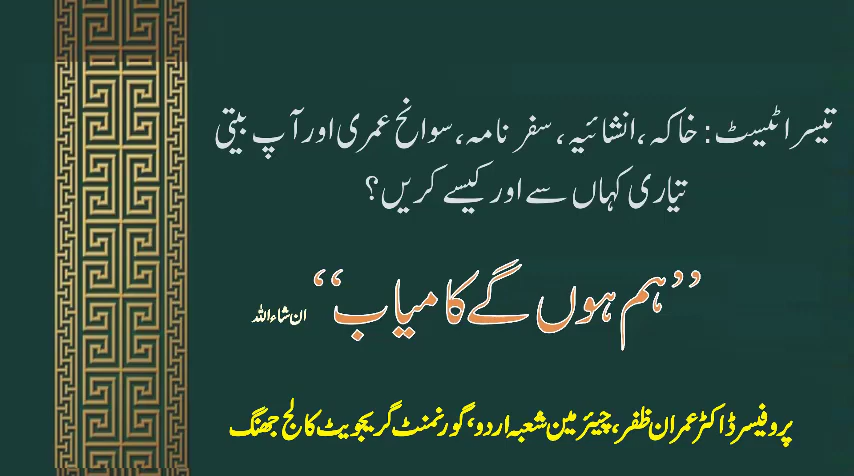 تیسرا ٹیسٹ: خاکہ، انشائیہ، سفر نامہ، سوانح عمری اور آپ بیتی
تیاری کہاں سے اور کیسے کریں؟
”ہم ہوں گے کامیاب“ ان شاءاللہ
پروفیسر ڈاکٹر عمران ظفر، چیئرمین شعبہ اردو، گورنمنٹ گریجویٹ کالج جھنگ